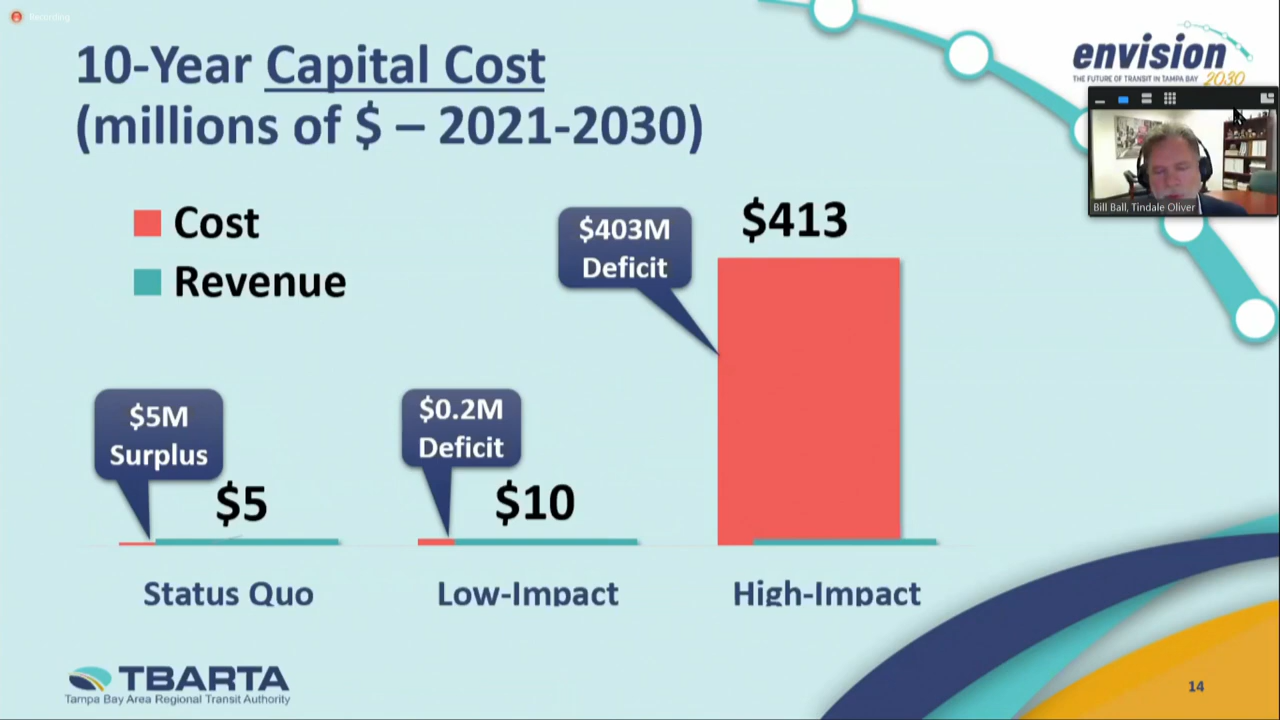 Recording
10-Year Capital Cost
(millions of $ – 2021-2030)
envision
THE FUTURE OF TRANSIT IN TAMPA BAY 2030
Bill Ball, Tindale Oliver
Cost
Revenue
$403M
Deficit
$413
$5M
Surplus
$5
$0.2M
Deficit
$10
Status Quo
Low-Impact
High-Impact
TBARTA
Tampa Bay Area Regional Transit Authority
14